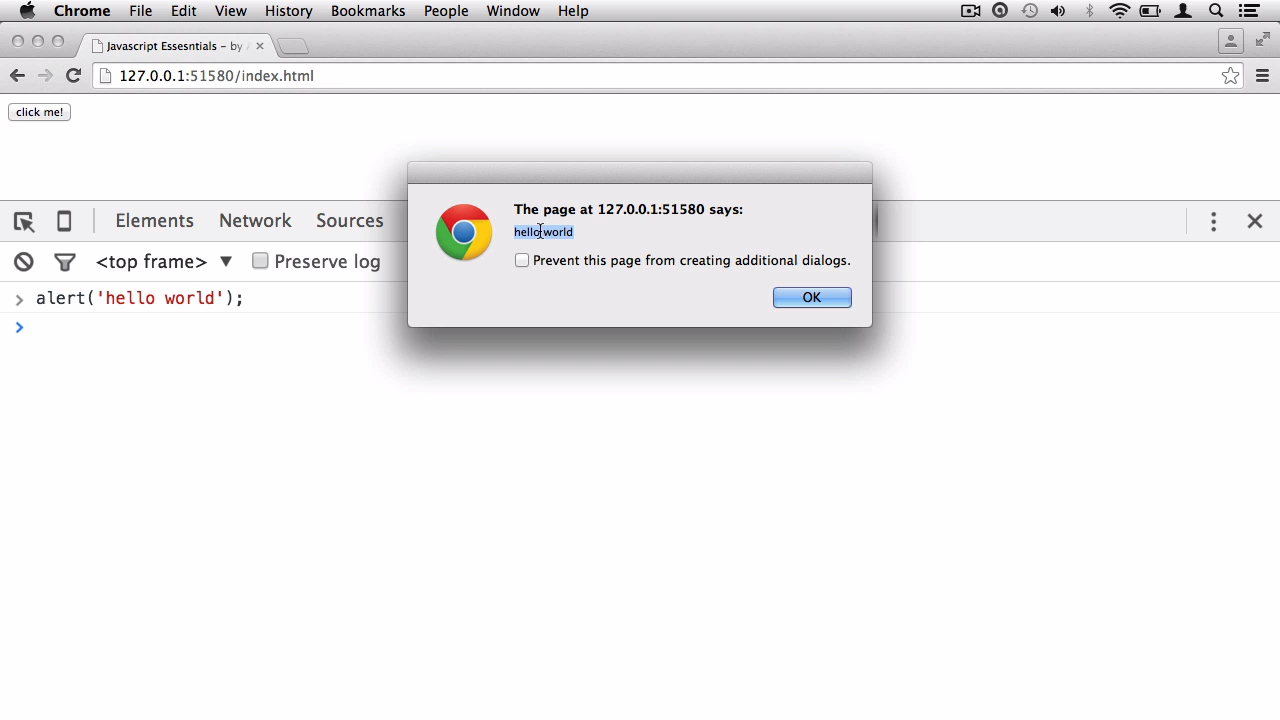 Chrome File Edit View History Bookmarks People Window Help
Javascript Essesntials - by
127.0.0.1:51580/index.html
click me!
The page at 127.0.0.1:51580 says:
hello world
Prevent this page from creating additional dialogs.
OK
Elements Network Sources
<top frame> ▼ Preserve log
> alert('hello world');
>